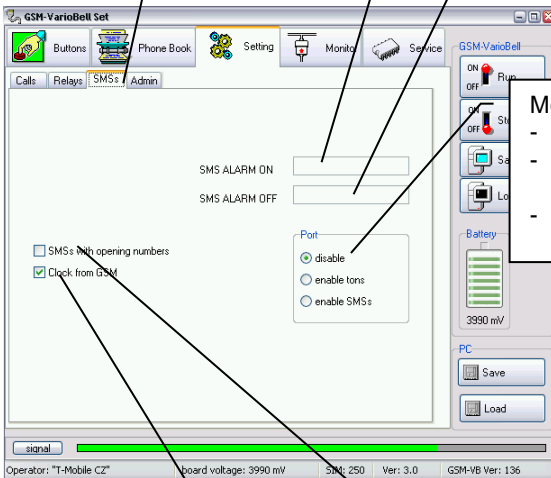 GSM-VarioBell Set
Buttons Phone Book Setting Monitor Service
Calls Relays SMSs Admin
SMS ALARM ON
SMS ALARM OFF
SMSs with opening numbers
Clock from GSM
Port
disable
enable tons
enable SMSs
GSM-VarioBell
ON
OFF
Run
ON
OFF
-
-
-
Battery
3990 mV
PC
Save
Load
signal
Operator: "T-Mobile CZ" board voltage: 3990 mV SIM: 250 Ver: 3.0 GSM-VB Ver: 136